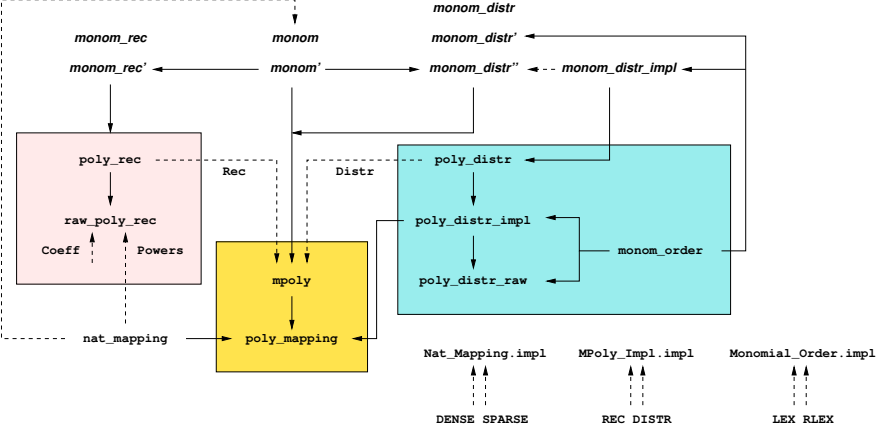 monom_distr
monom_rec monom monom_distr'
monom_rec' monom' monom_distr'' monom_distr_impl
poly_rec poly_distr
Rec Distr
raw_poly_rec poly_distr_impl
Coeff Powers monom_order
mpoly poly_distr_raw
nat_mapping poly_mapping
Nat_Mapping.impl MPoly_Impl.impl Monomial_Order.impl
DENSE SPARSE REC DISTR LEX RLEX